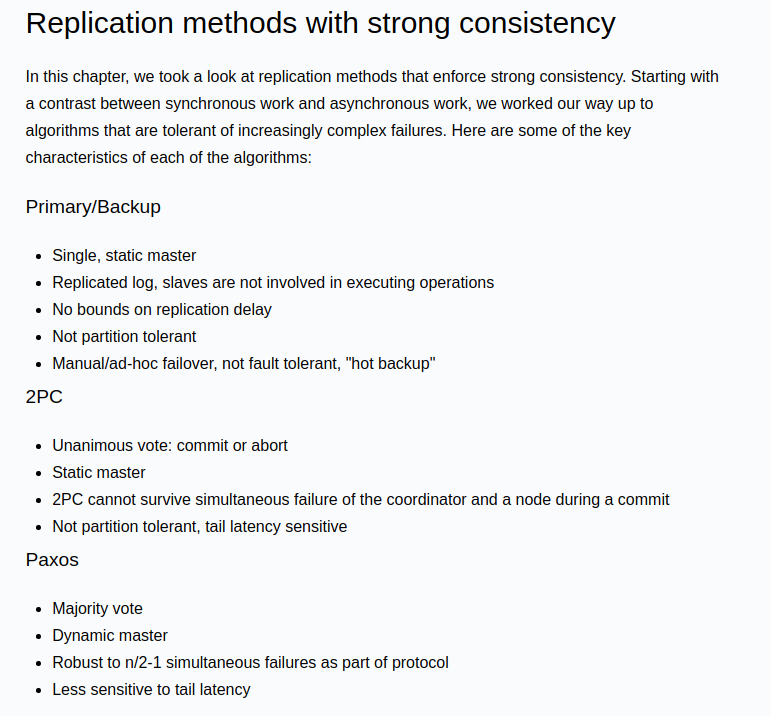 Replication methods with strong consistency
In this chapter, we took a look at replication methods that enforce strong consistency. Starting with
a contrast between synchronous work and asynchronous work, we worked our way up to
algorithms that are tolerant of increasingly complex failures. Here are some of the key
characteristics of each of the algorithms:
Primary/Backup
• Single, static master
• Replicated log, slaves are not involved in executing operations
• No bounds on replication delay
• Not partition tolerant
• Manual/ad-hoc failover, not fault tolerant, "hot backup"
2PC
• Unanimous vote: commit or abort
• Static master
• 2PC cannot survive simultaneous failure of the coordinator and a node during a commit
• Not partition tolerant, tail latency sensitive
Paxos
• Majority vote
• Dynamic master
• Robust to n/2-1 simultaneous failures as part of protocol
• Less sensitive to tail latency